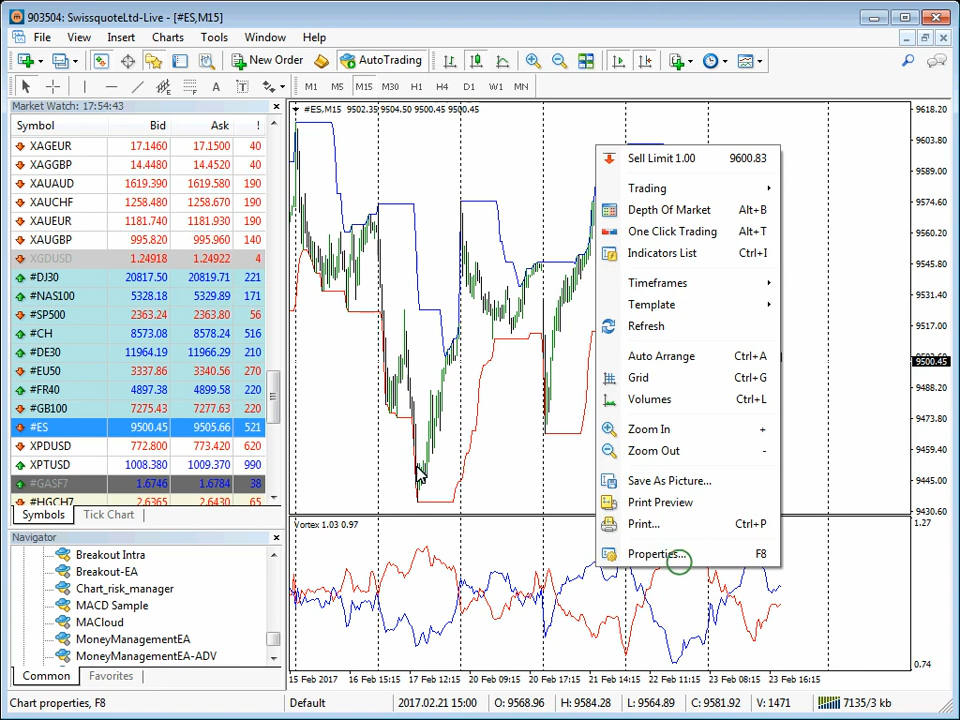 903504: SwissquoteLtd-Live - [#ES,M15]
File View Insert Charts Tools Window Help
New Order AutoTrading
A T M1 M5 M15 M30 H1 H4 D1 W1 MN
Market Watch: 17:54:43
Symbol Bid Ask !
XAGEUR 17.1460 17.1500 40
XAGGBP 14.4480 14.4520 40
XAUAUD 1619.390 1619.580 190
XAUCHF 1258.480 1258.670 190
XAUEUR 1181.740 1181.930 190
XAUGBP 995.820 995.960 140
XGDUSD 1.24918 1.24922 4
#DJ30 20817.50 20819.71 221
#NAS100 5328.18 5329.89 171
#SP500 2363.24 2363.80 56
#CH 8573.08 8578.24 516
#DE30 11964.19 11966.29 210
#EU50 3337.86 3340.56 270
#FR40 4897.38 4898.58 120
#GB100 7275.43 7277.63 220
#ES 9500.45 9505.66 521
XPDUSD 772.800 773.420 620
XPTUSD 1008.380 1009.370 990
#GASF7 1.6746 1.6784 38
#HGCH7 2.6365 2.6430 65
Symbols Tick Chart
Navigator
Breakout Intra
Breakout-EA
Chart_risk_manager
MACD Sample
MACloud
MoneyManagementEA
MoneyManagementEA-ADV
Common Favorites
#ES,M15 9502.35 9504.50 9500.45 9500.45
Sell Limit 1.00 9600.83
Trading
Depth Of Market Alt+B
One Click Trading Alt+T
Indicators List Ctrl+I
Timeframes
Template
Refresh
Auto Arrange Ctrl+A
Grid Ctrl+G
Volumes Ctrl+L
Zoom In +
Zoom Out -
Save As Picture...
Print Preview
Print... Ctrl+P
Properties... F8
9618.20
9603.80
9589.00
9574.60
9560.20
9545.80
9531.40
9517.00
9500.45
9488.20
9473.80
9459.40
9445.00
9430.60
Vortex 1.03 0.97
1.27
0.74
15 Feb 2017 16 Feb 15:15 17 Feb 12:15 20 Feb 09:15 20 Feb 17:15 21 Feb 14:15 22 Feb 11:15 23 Feb 08:15 23 Feb 16:15
Chart properties, F8 Default 2017.02.21 15:00 O: 9568.96 H: 9584.28 L: 9564.89 C: 9581.92 V: 1471 7135/3 kb